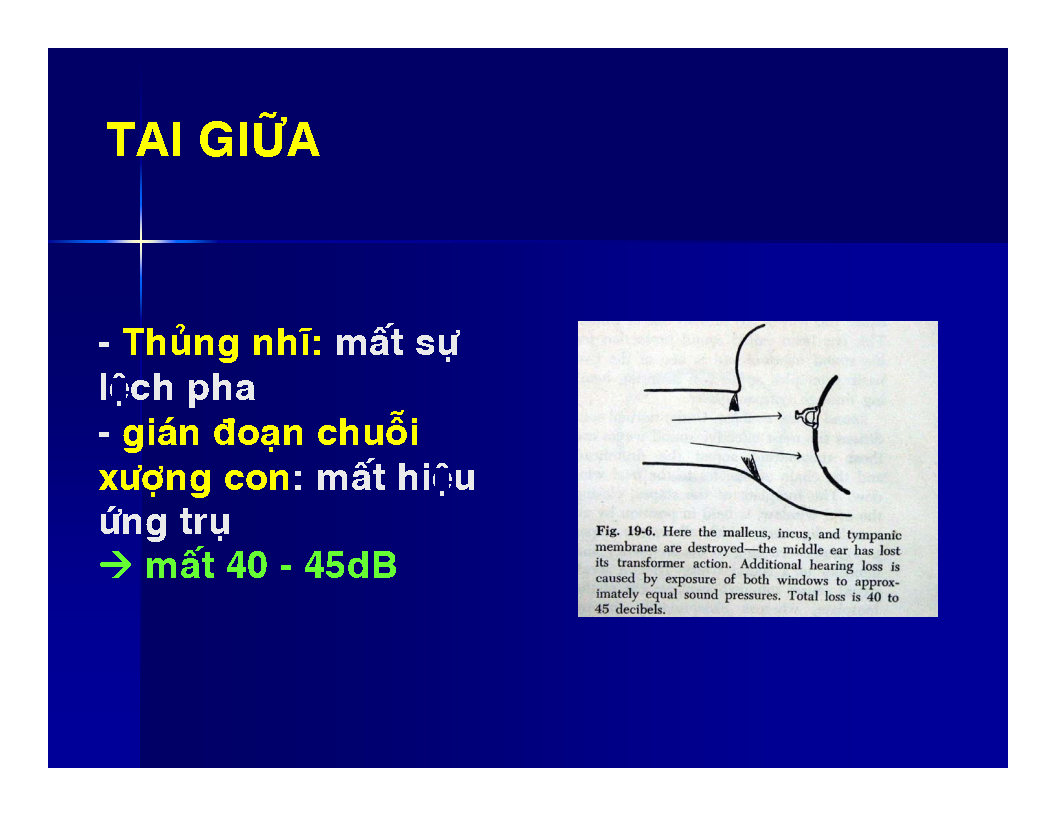 TAI GIỮA
- Thủng nhĩ: mất sự
lệch pha
- gián đoạn chuỗi
xượng con: mất hiệu
ứng trụ
→ mất 40 - 45dB
Fig. 19-6. Here the malleus, incus, and tympanic
membrane are destroyed—the middle ear has lost
its transformer action. Additional hearing loss is
caused by exposure of both windows to approx-
imately equal sound pressures. Total loss is 40 to
45 decibels.